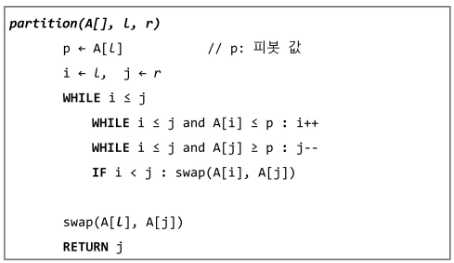 partition(A[], l, r)
p ← A[l] // p: 피봇 값
i ← l, j ← r
WHILE i ≤ j
WHILE i ≤ j and A[i] ≤ p : i++
WHILE i ≤ j and A[j] ≥ p : j--
IF i < j : swap(A[i], A[j])
swap(A[l], A[j])
RETURN j